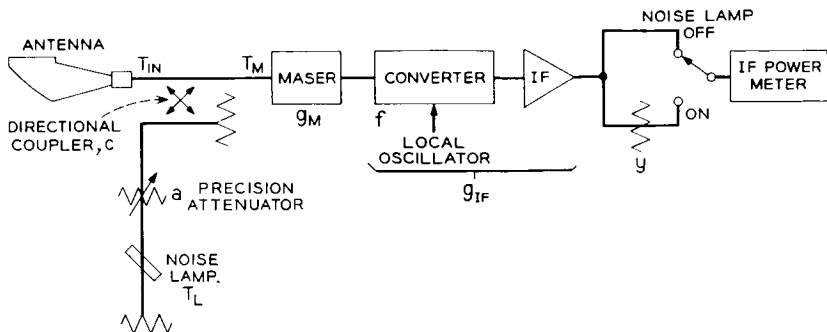 ANTENNA
T_IN
T_M
MASER
g_M
CONVERTER
f
LOCAL
OSCILLATOR
g_IF
IF
NOISE LAMP
OFF
ON
y
IF POWER
METER
DIRECTIONAL
COUPLER, C
a
PRECISION
ATTENUATOR
NOISE
LAMP.
T_L